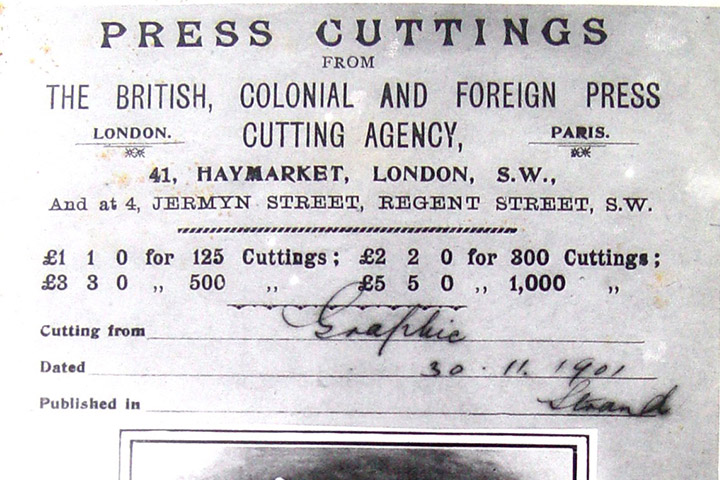 PRESS CUTTINGS
FROM
THE BRITISH, COLONIAL AND FOREIGN PRESS
LONDON. CUTTING AGENCY, PARIS.
41, HAYMARKET, LONDON, S.W.,
And at 4, JERMYN STREET, REGENT STREET, S.W.
£1 1 0 for 125 Cuttings; £2 2 0 for 300 Cuttings;
£3 3 0 „ 500 „ £5 5 0 „ 1,000 „
Cutting from Graphic
Dated 30 . 11. 1901
Published in Strand